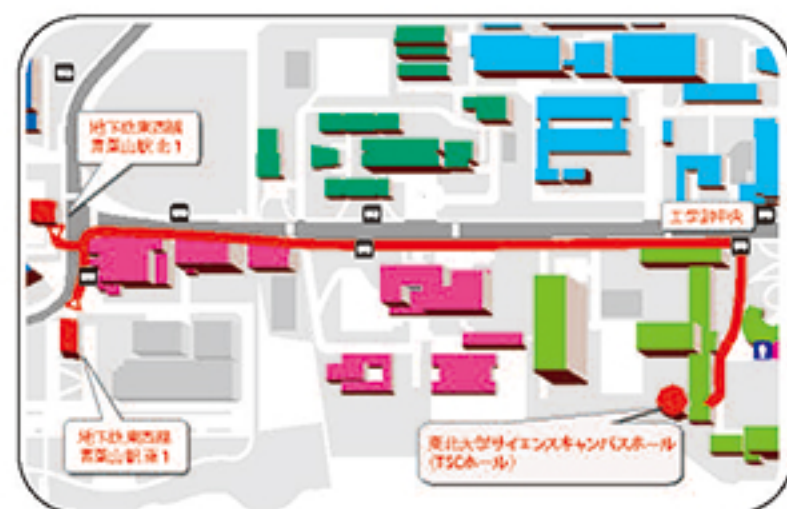 地下鉄東西線
青葉山駅 北1
工学部中央
地下鉄東西線
青葉山駅 南1
東北大学サイエンスキャンパスホール
(TSCホール)